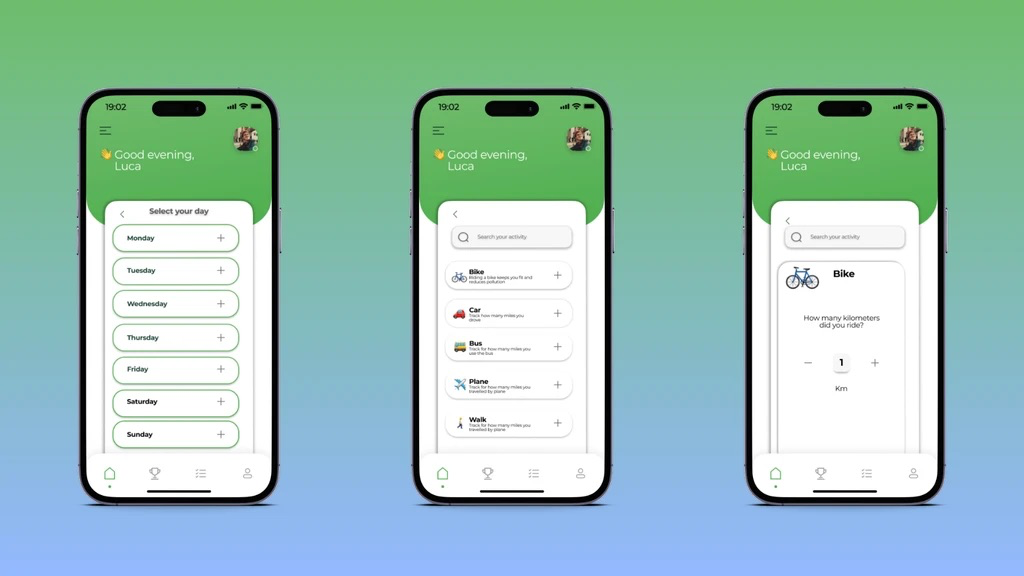 19:02
Good evening,
Luca
Select your day
Monday
Tuesday
Wednesday
Thursday
Friday
Saturday
Sunday
19:02
Good evening,
Luca
Search your activity
Bike
Riding a bike keeps you fit and
reduces pollution
Car
Track how many miles you
drove
Bus
Track for how many miles you
use the bus
Plane
Track for how many miles you
travelled by plane
Walk
Track for how many miles you
travelled by plane
19:02
Good evening,
Luca
Search your activity
Bike
How many kilometers
did you ride?
1
Km